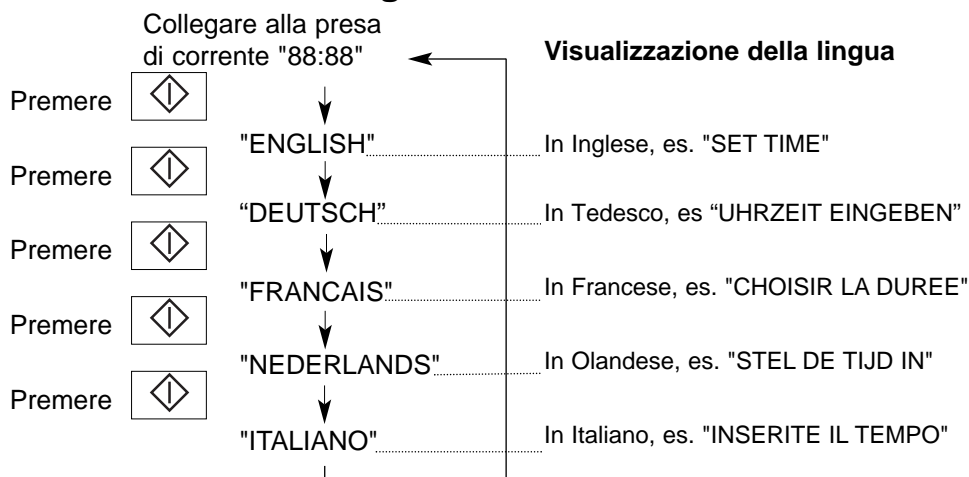 Collegare alla presa
di corrente "88:88"
Visualizzazione della lingua
Premere
"ENGLISH"
In Inglese, es. "SET TIME"
Premere
“DEUTSCH”
In Tedesco, es “UHRZEIT EINGEBEN”
Premere
"FRANCAIS"
In Francese, es. "CHOISIR LA DUREE"
Premere
"NEDERLANDS"
In Olandese, es. "STEL DE TIJD IN"
Premere
"ITALIANO"
In Italiano, es. "INSERITE IL TEMPO"